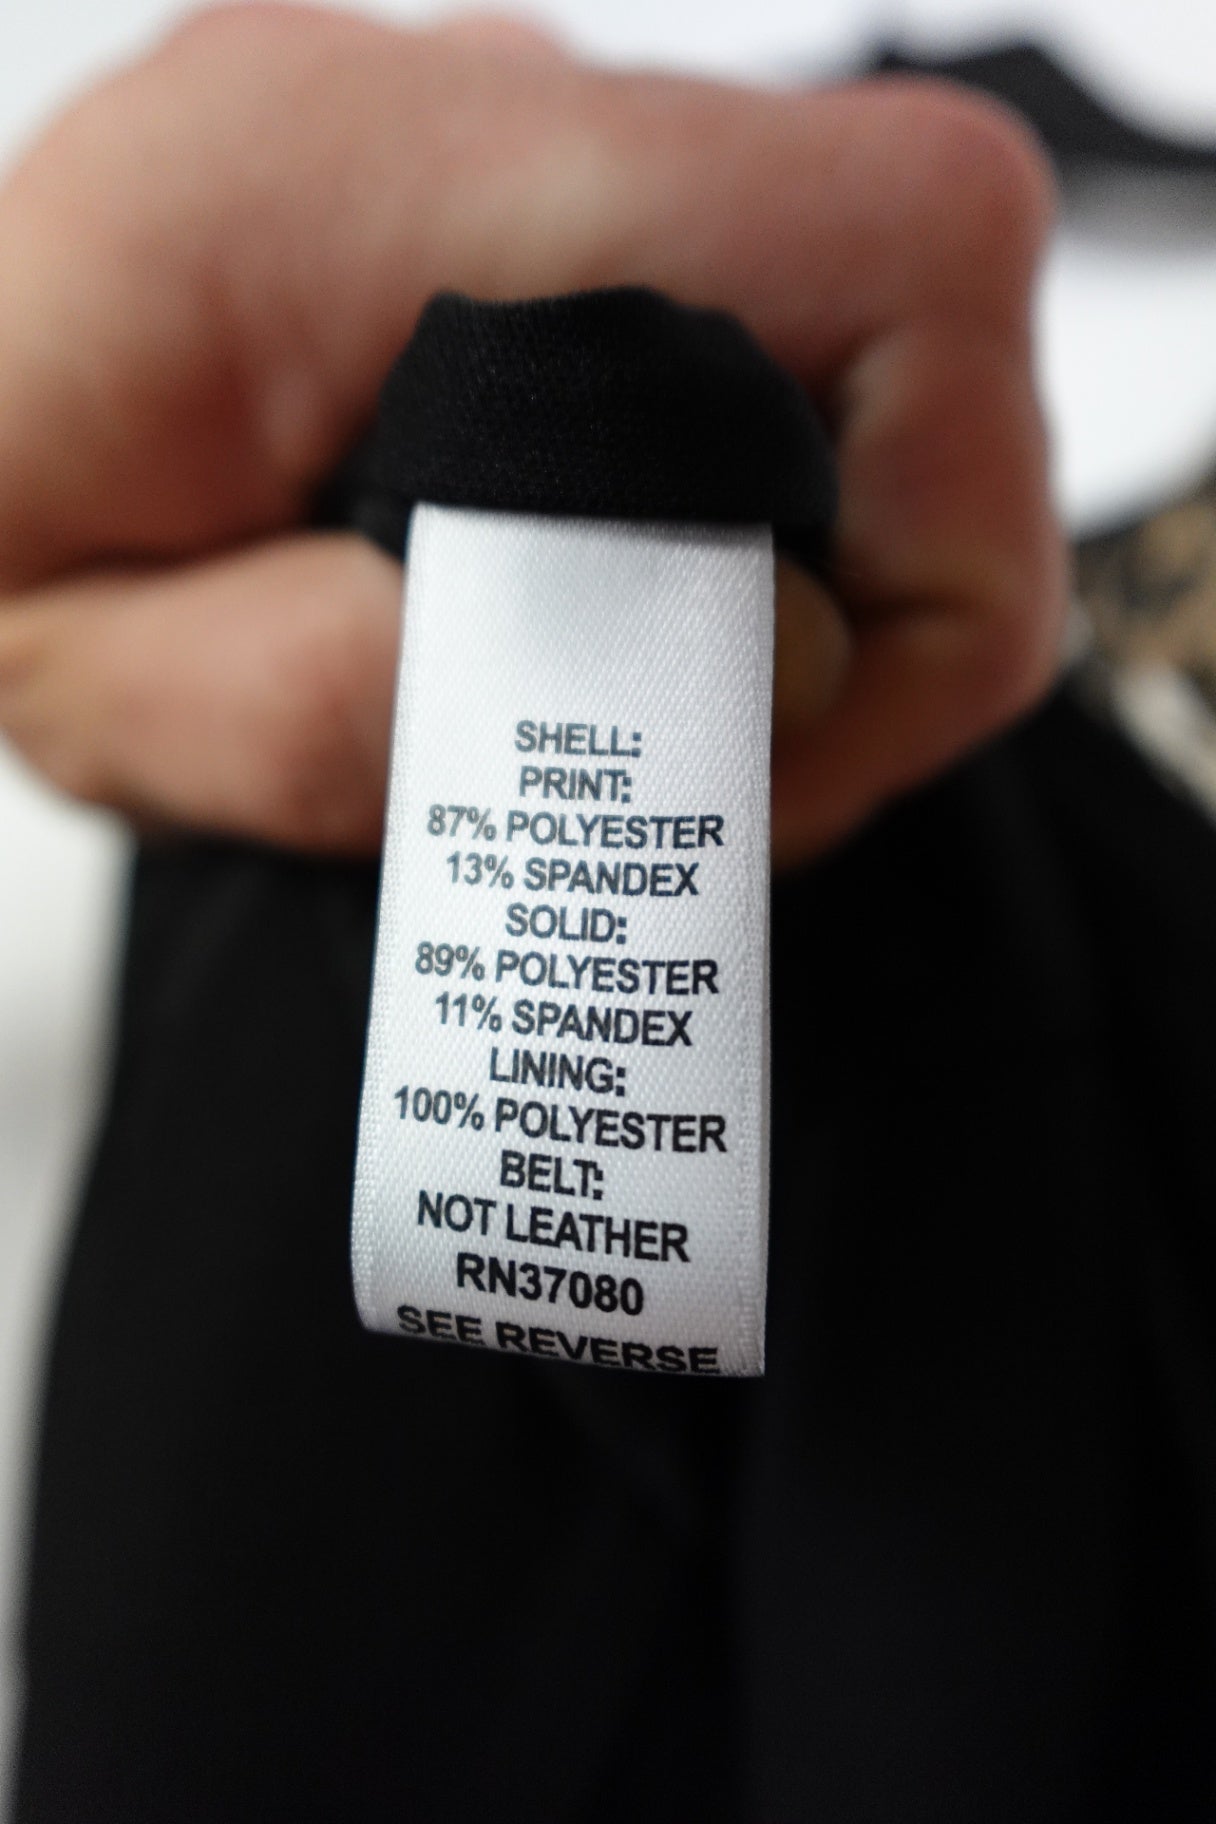 SHELL:
PRINT:
87% POLYESTER
13% SPANDEX
SOLID:
89% POLYESTER
11% SPANDEX
LINING:
100% POLYESTER
BELT:
NOT LEATHER
RN37080
SEE REVERSE